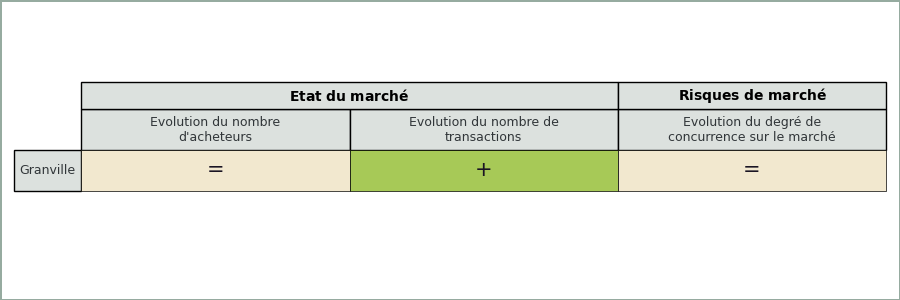 Etat du marché
Risques de marché
Evolution du nombre
d'acheteurs
Evolution du nombre de
transactions
Evolution du degré de
concurrence sur le marché
Granville
=
+
=